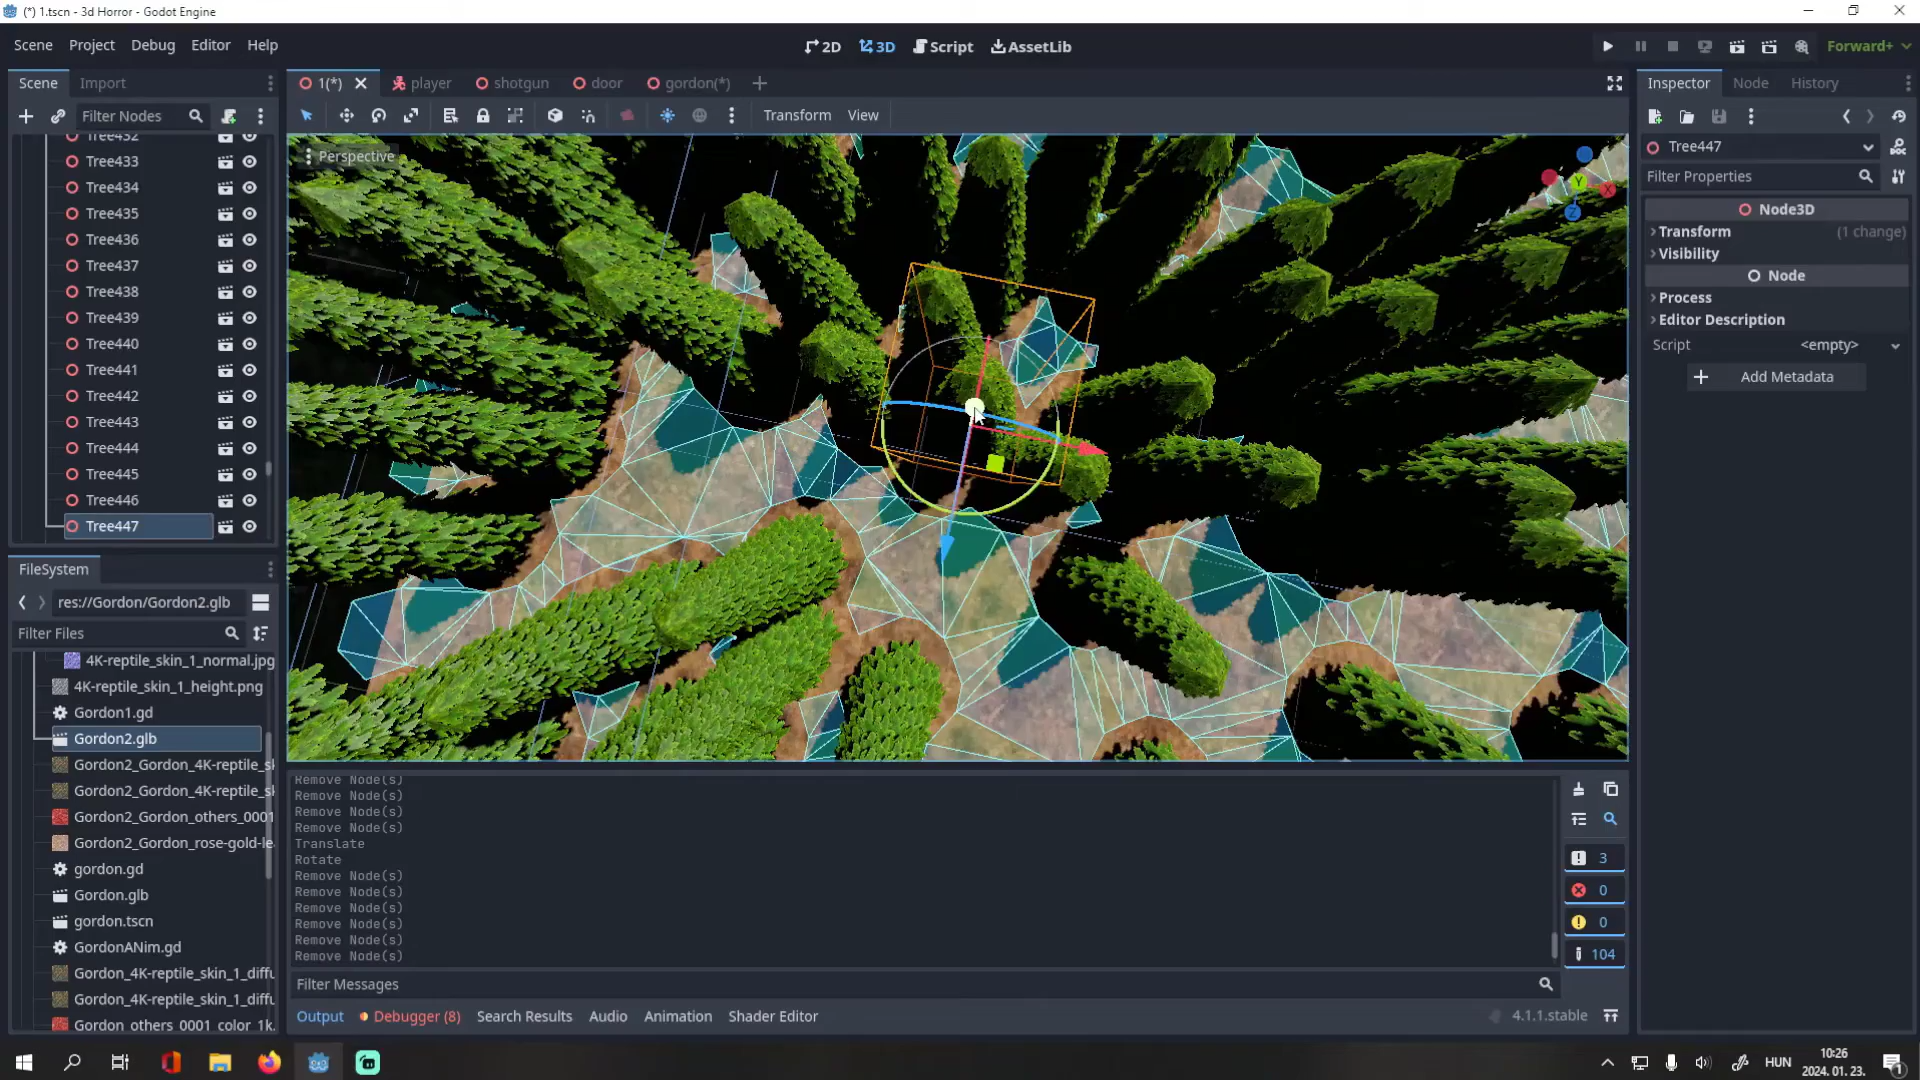 (*) 1.tscn - 3d Horror - Godot Engine
Scene Project Debug Editor Help
2D 3D Script AssetLib
Forward+
Scene Import
1(*) player shotgun door gordon(*)
Inspector Node History
Filter Nodes
Transform View
Perspective
Tree432
Tree433
Tree434
Tree435
Tree436
Tree437
Tree438
Tree439
Tree440
Tree441
Tree442
Tree443
Tree444
Tree445
Tree446
Tree447
Tree447
Filter Properties
Node3D
Transform (1 change)
Visibility
Node
Process
Editor Description
Script <empty>
Add Metadata
X
Y
Z
FileSystem
res://Gordon/Gordon2.glb
Filter Files
4K-reptile_skin_1_normal.jpg
4K-reptile_skin_1_height.png
Gordon1.gd
Gordon2.glb
Gordon2_Gordon_4K-reptile_sk
Gordon2_Gordon_4K-reptile_sk
Gordon2_Gordon_others_0001
Gordon2_Gordon_rose-gold-le
gordon.gd
Gordon.glb
gordon.tscn
GordonANim.gd
Gordon_4K-reptile_skin_1_diffu
Gordon_4K-reptile_skin_1_diffu
Gordon_others_0001_color_1k.
Remove Node(s)
Remove Node(s)
Remove Node(s)
Remove Node(s)
Translate
Rotate
Remove Node(s)
Remove Node(s)
Remove Node(s)
Remove Node(s)
Remove Node(s)
Remove Node(s)
3
0
0
104
Filter Messages
Output Debugger (8) Search Results Audio Animation Shader Editor
4.1.1.stable
HUN
10:26
2024. 01. 23.
1